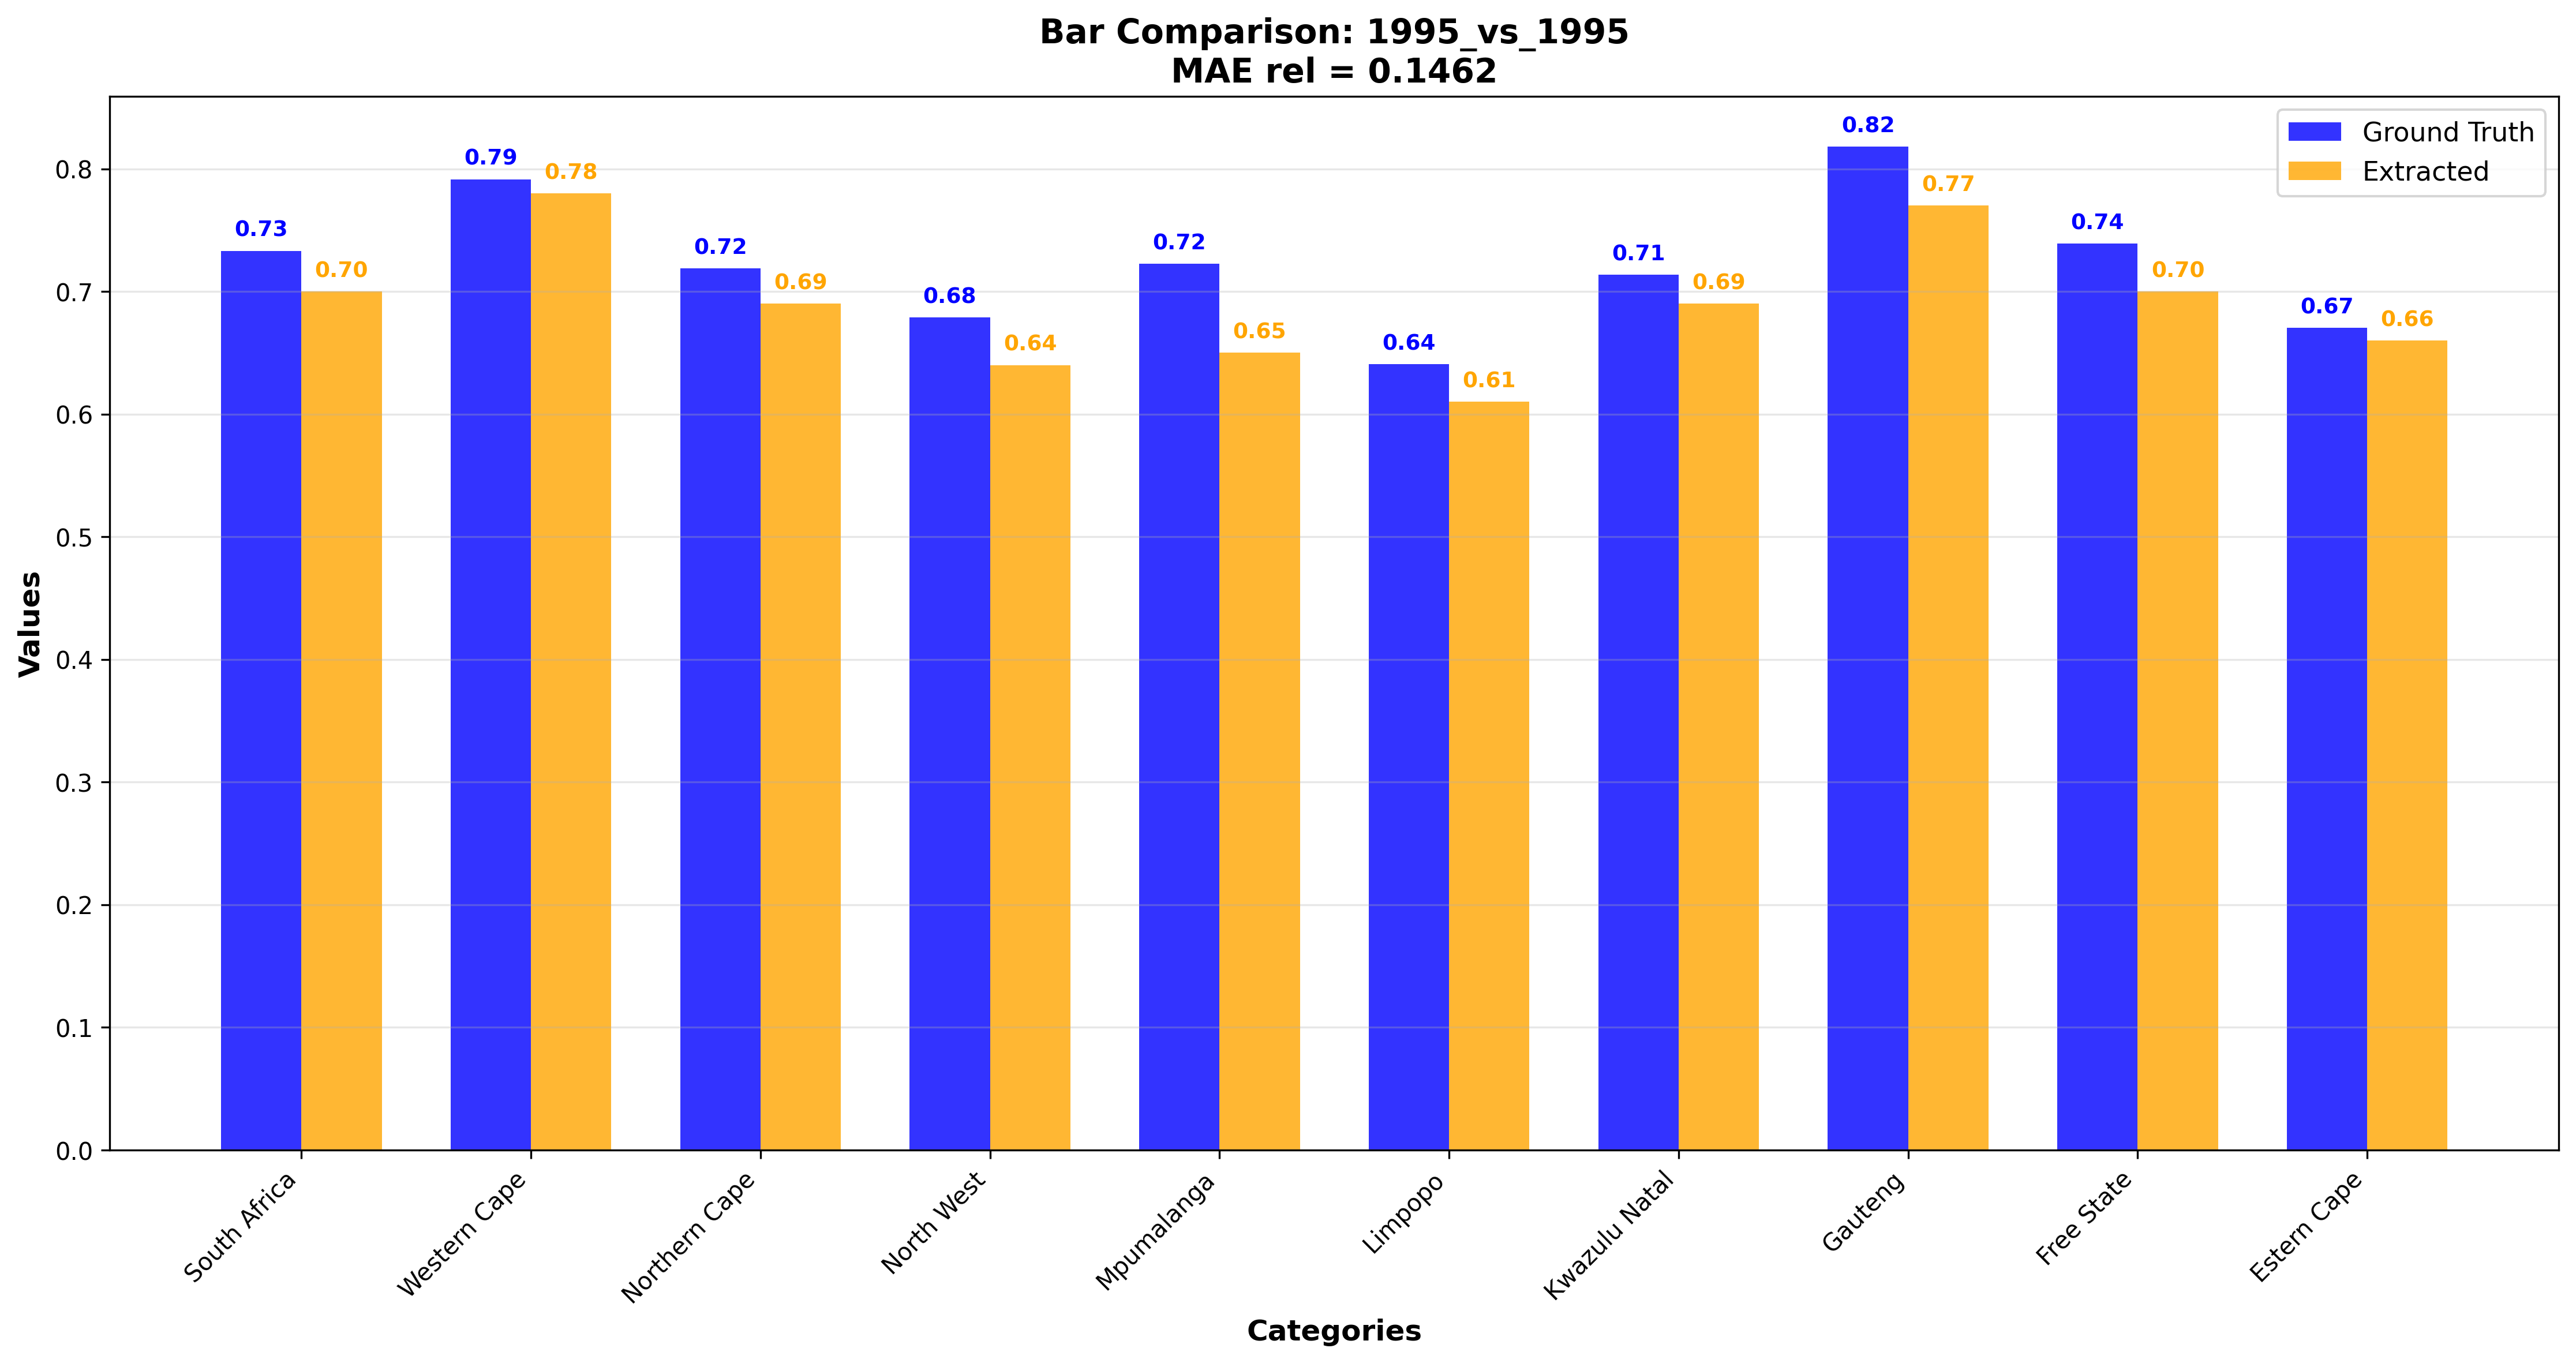 Bar Comparison: 1995_vs_1995
MAE rel = 0.1462
Ground Truth
Extracted
Values
0.8
0.7
0.6
0.5
0.4
0.3
0.2
0.1
0.0
0.73
0.70
0.79
0.78
0.72
0.69
0.68
0.64
0.72
0.65
0.64
0.61
0.71
0.69
0.82
0.77
0.74
0.70
0.67
0.66
South Africa
Western Cape
Northern Cape
North West
Mpumalanga
Limpopo
Kwazulu Natal
Gauteng
Free State
Estern Cape
Categories